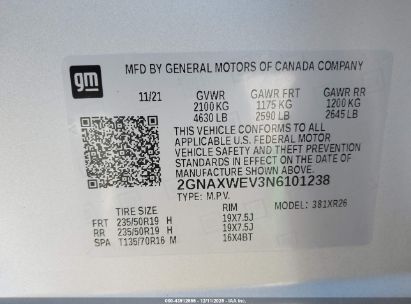 gm
MFD BY GENERAL MOTORS OF CANADA COMPANY
11/21 GVWR GAWR FRT GAWR RR
2100 KG 1175 KG 1200 KG
4630 LB 2590 LB 2645 LB
THIS VEHICLE CONFORMS TO ALL
APPLICABLE U.S. FEDERAL MOTOR
VEHICLE SAFETY AND THEFT PREVENTION
STANDARDS IN EFFECT ON THE DATE OF
MANUFACTURE SHOWN ABOVE.
2GNAXWEV3N6101238
TYPE: M.P.V. MODEL: 381XR26
TIRE SIZE RIM
FRT 235/50R19 H 19X7.5J
RR 235/50R19 H 19X7.5J
SPA T135/70R16 M 16X4BT